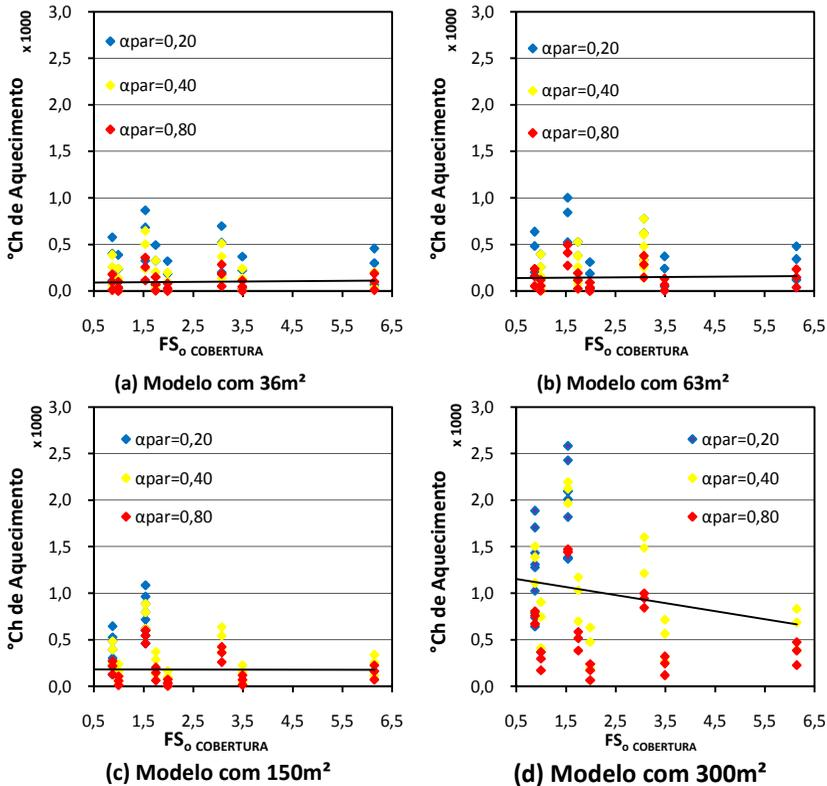 x 1000
°Ch de Aquecimento
3,0
2,5
2,0
1,5
1,0
0,5
0,0
αpar=0,20
αpar=0,40
αpar=0,80
0,5 1,5 2,5 3,5 4,5 5,5 6,5
FSo COBERTURA
(a) Modelo com 36m²
x 1000
°Ch de Aquecimento
3,0
2,5
2,0
1,5
1,0
0,5
0,0
αpar=0,20
αpar=0,40
αpar=0,80
0,5 1,5 2,5 3,5 4,5 5,5 6,5
FSo COBERTURA
(b) Modelo com 63m²
x 1000
°Ch de Aquecimento
3,0
2,5
2,0
1,5
1,0
0,5
0,0
αpar=0,20
αpar=0,40
αpar=0,80
0,5 1,5 2,5 3,5 4,5 5,5 6,5
FSo COBERTURA
(c) Modelo com 150m²
x 1000
°Ch de Aquecimento
3,0
2,5
2,0
1,5
1,0
0,5
0,0
αpar=0,20
αpar=0,40
αpar=0,80
0,5 1,5 2,5 3,5 4,5 5,5 6,5
FSo COBERTURA
(d) Modelo com 300m²